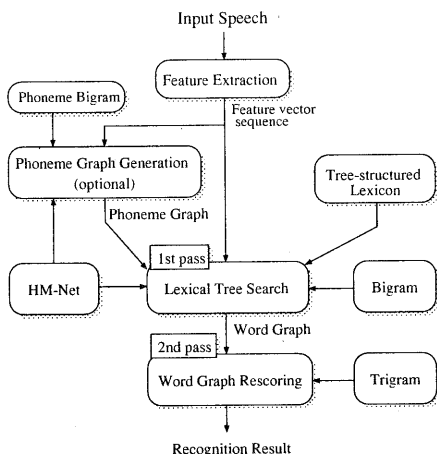 Input Speech
Feature Extraction
Phoneme Bigram
Feature vector
sequence
Phoneme Graph Generation
(optional)
Tree-structured
Lexicon
Phoneme Graph
1st pass
HM-Net
Lexical Tree Search
Bigram
Word Graph
2nd pass
Word Graph Rescoring
Trigram
Recognition Result